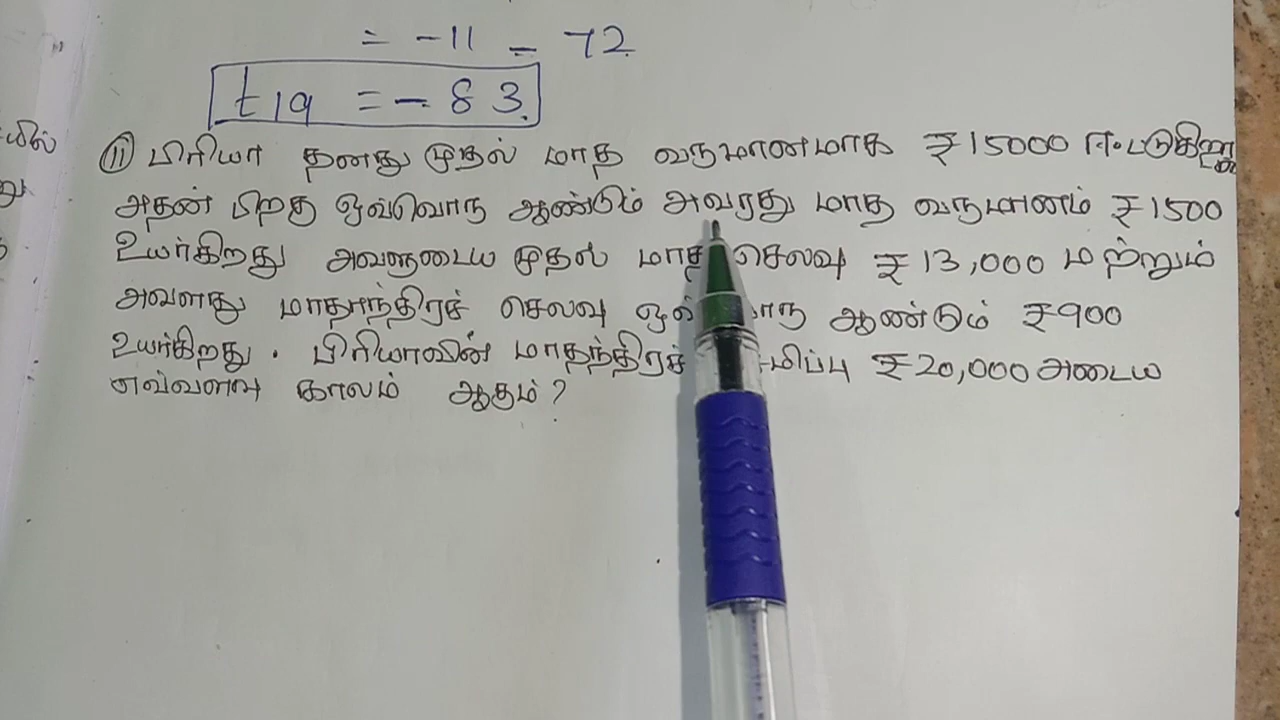 = -11 - 72
t19 = - 83.
யில்
(11) பிரியா தனது முதல் மாத வருமானமாக ₹15000 ஈட்டுகிறார்
அதன் பிறகு ஒவ்வொரு ஆண்டும் அவரது மாத வருமானம் ₹1500
உயர்கிறது அவளுடைய முதல் மாத செலவு ₹13,000 மற்றும்
அவளது மாதாந்திரச் செலவு ஒவ் ஆண்டும் ₹900
உயர்கிறது. பிரியாவின் மாதந்திரச் மிப்பு ₹20,000 அடைய
எவ்வளவு காலம் ஆகும்?